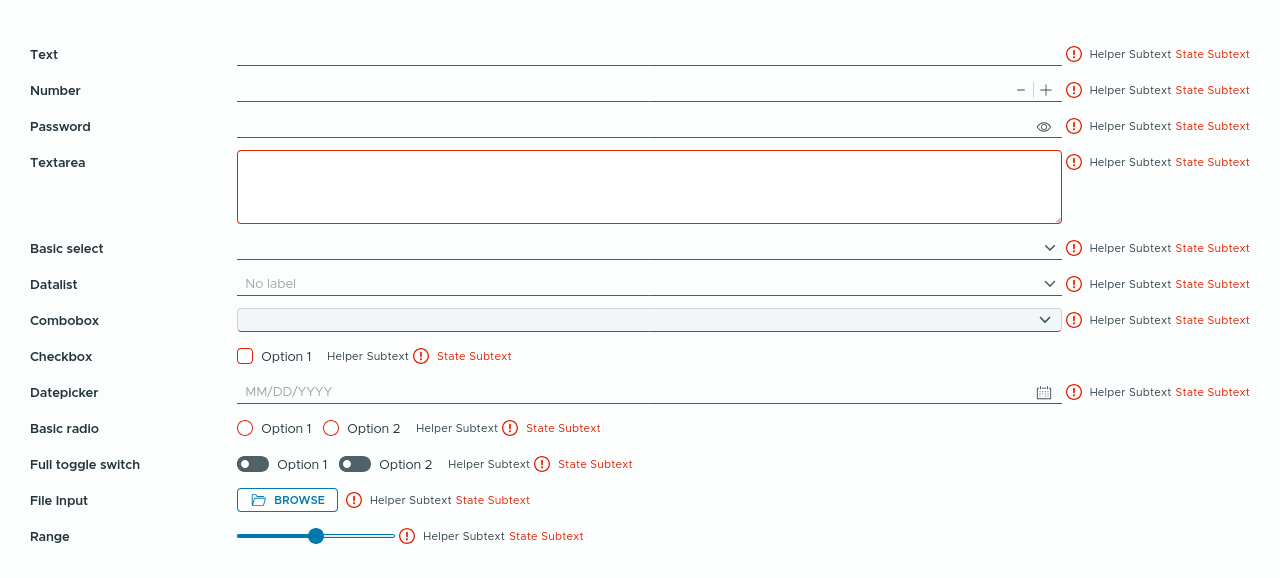 Text Helper Subtext State Subtext
Number Helper Subtext State Subtext
Password Helper Subtext State Subtext
Textarea Helper Subtext State Subtext
Basic select Helper Subtext State Subtext
Datalist No label Helper Subtext State Subtext
Combobox Helper Subtext State Subtext
Checkbox Option 1 Helper Subtext State Subtext
Datepicker MM/DD/YYYY Helper Subtext State Subtext
Basic radio Option 1 Option 2 Helper Subtext State Subtext
Full toggle switch Option 1 Option 2 Helper Subtext State Subtext
File Input BROWSE Helper Subtext State Subtext
Range Helper Subtext State Subtext